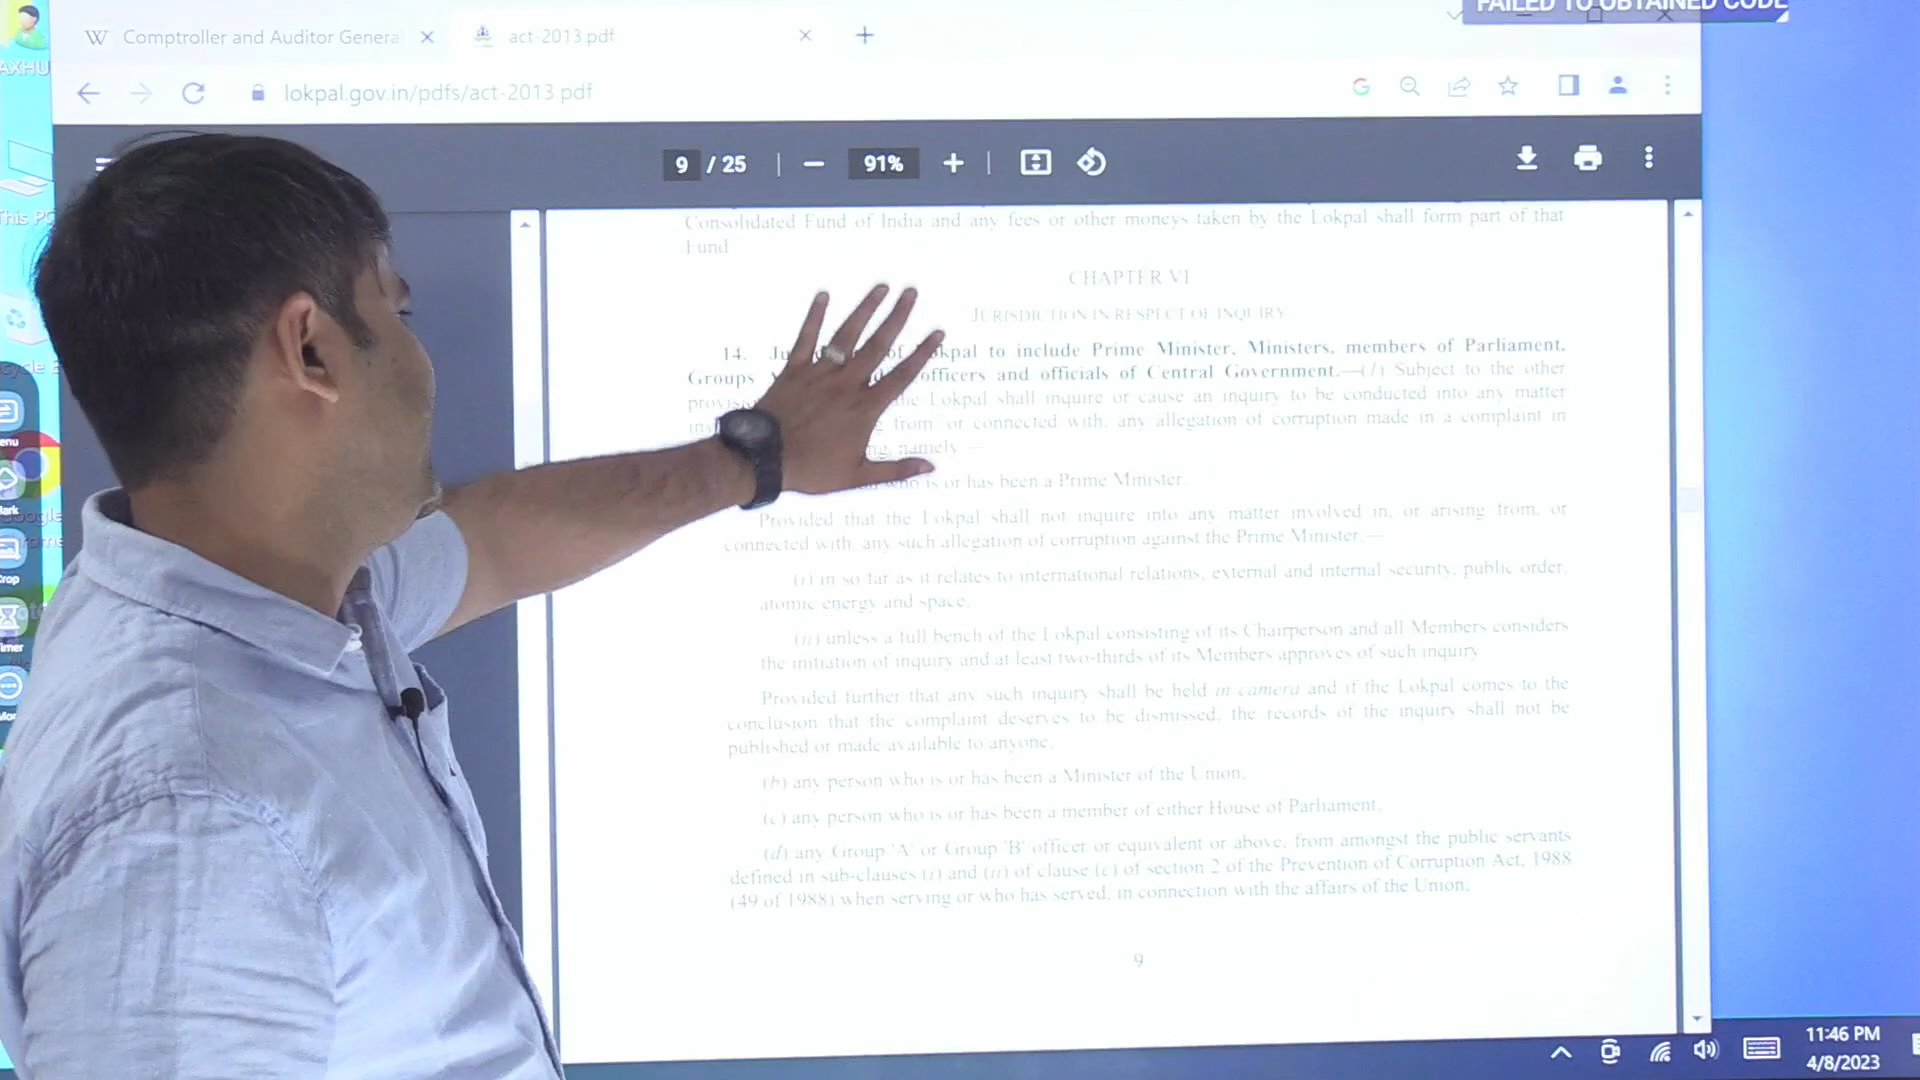 FAILED TO OBTAINED CODE
Comptroller and Auditor Genera
act-2013.pdf
lokpal.gov.in/pdfs/act-2013.pdf
AXHU
9 / 25
91%
This PC
Consolidated Fund of India and any fees or other moneys taken by the Lokpal shall form part of that
Fund
CHAPTER VI
JURISDICTION IN RESPECT OF INQUIRY
14. of kpal to include Prime Minister, Ministers, members of Parliament,
Groups officers and officials of Central Government.—(1) Subject to the other
the Lokpal shall inquire or cause an inquiry to be conducted into any matter
from, or connected with, any allegation of corruption made in a complaint in
namely:—
who is or has been a Prime Minister
Provided that the Lokpal shall not inquire into any matter involved in, or arising from, or
connected with, any such allegation of corruption against the Prime Minister,—
(i) in so far as it relates to international relations, external and internal security, public order,
atomic energy and space,
(ii) unless a full bench of the Lokpal consisting of its Chairperson and all Members considers
the initiation of inquiry and at least two-thirds of its Members approves of such inquiry
Provided further that any such inquiry shall be held in camera and if the Lokpal comes to the
conclusion that the complaint deserves to be dismissed, the records of the inquiry shall not be
published or made available to anyone,
(b) any person who is or has been a Minister of the Union,
(c) any person who is or has been a member of either House of Parliament,
(d) any Group 'A' or Group 'B' officer or equivalent or above, from amongst the public servants
defined in sub-clauses (i) and (ii) of clause (c) of section 2 of the Prevention of Corruption Act, 1988
(49 of 1988) when serving or who has served, in connection with the affairs of the Union,
9
11:46 PM
4/8/2023